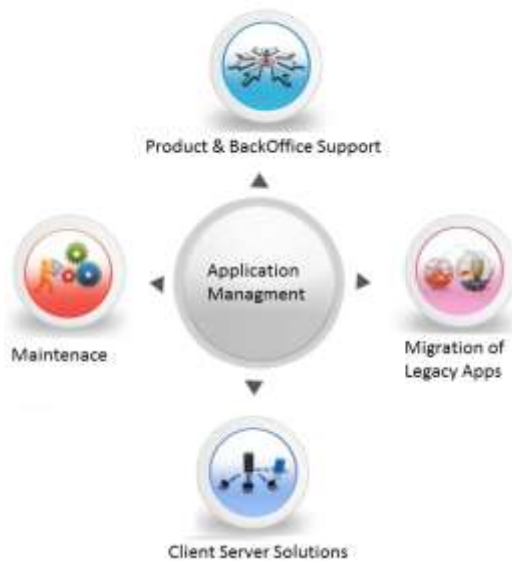 Product & BackOffice Support
Application
Managment
Maintenace
Migration of
Legacy Apps
Client Server Solutions